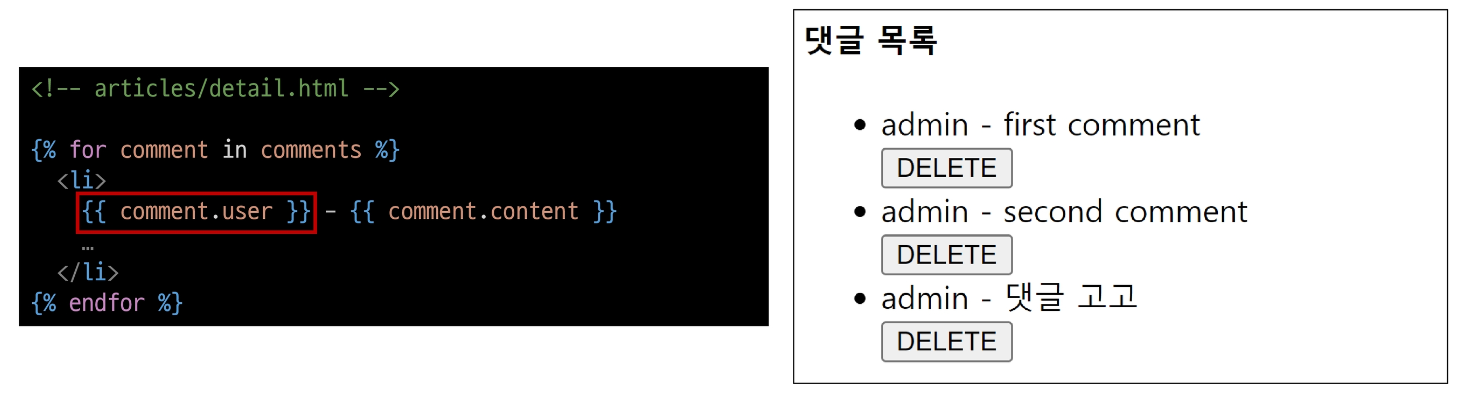 <!-- articles/detail.html -->
{% for comment in comments %}
<li>
{{ comment.user }} - {{ comment.content }}
…
</li>
{% endfor %}
댓글 목록
admin - first comment
DELETE
admin - second comment
DELETE
admin - 댓글 고고
DELETE